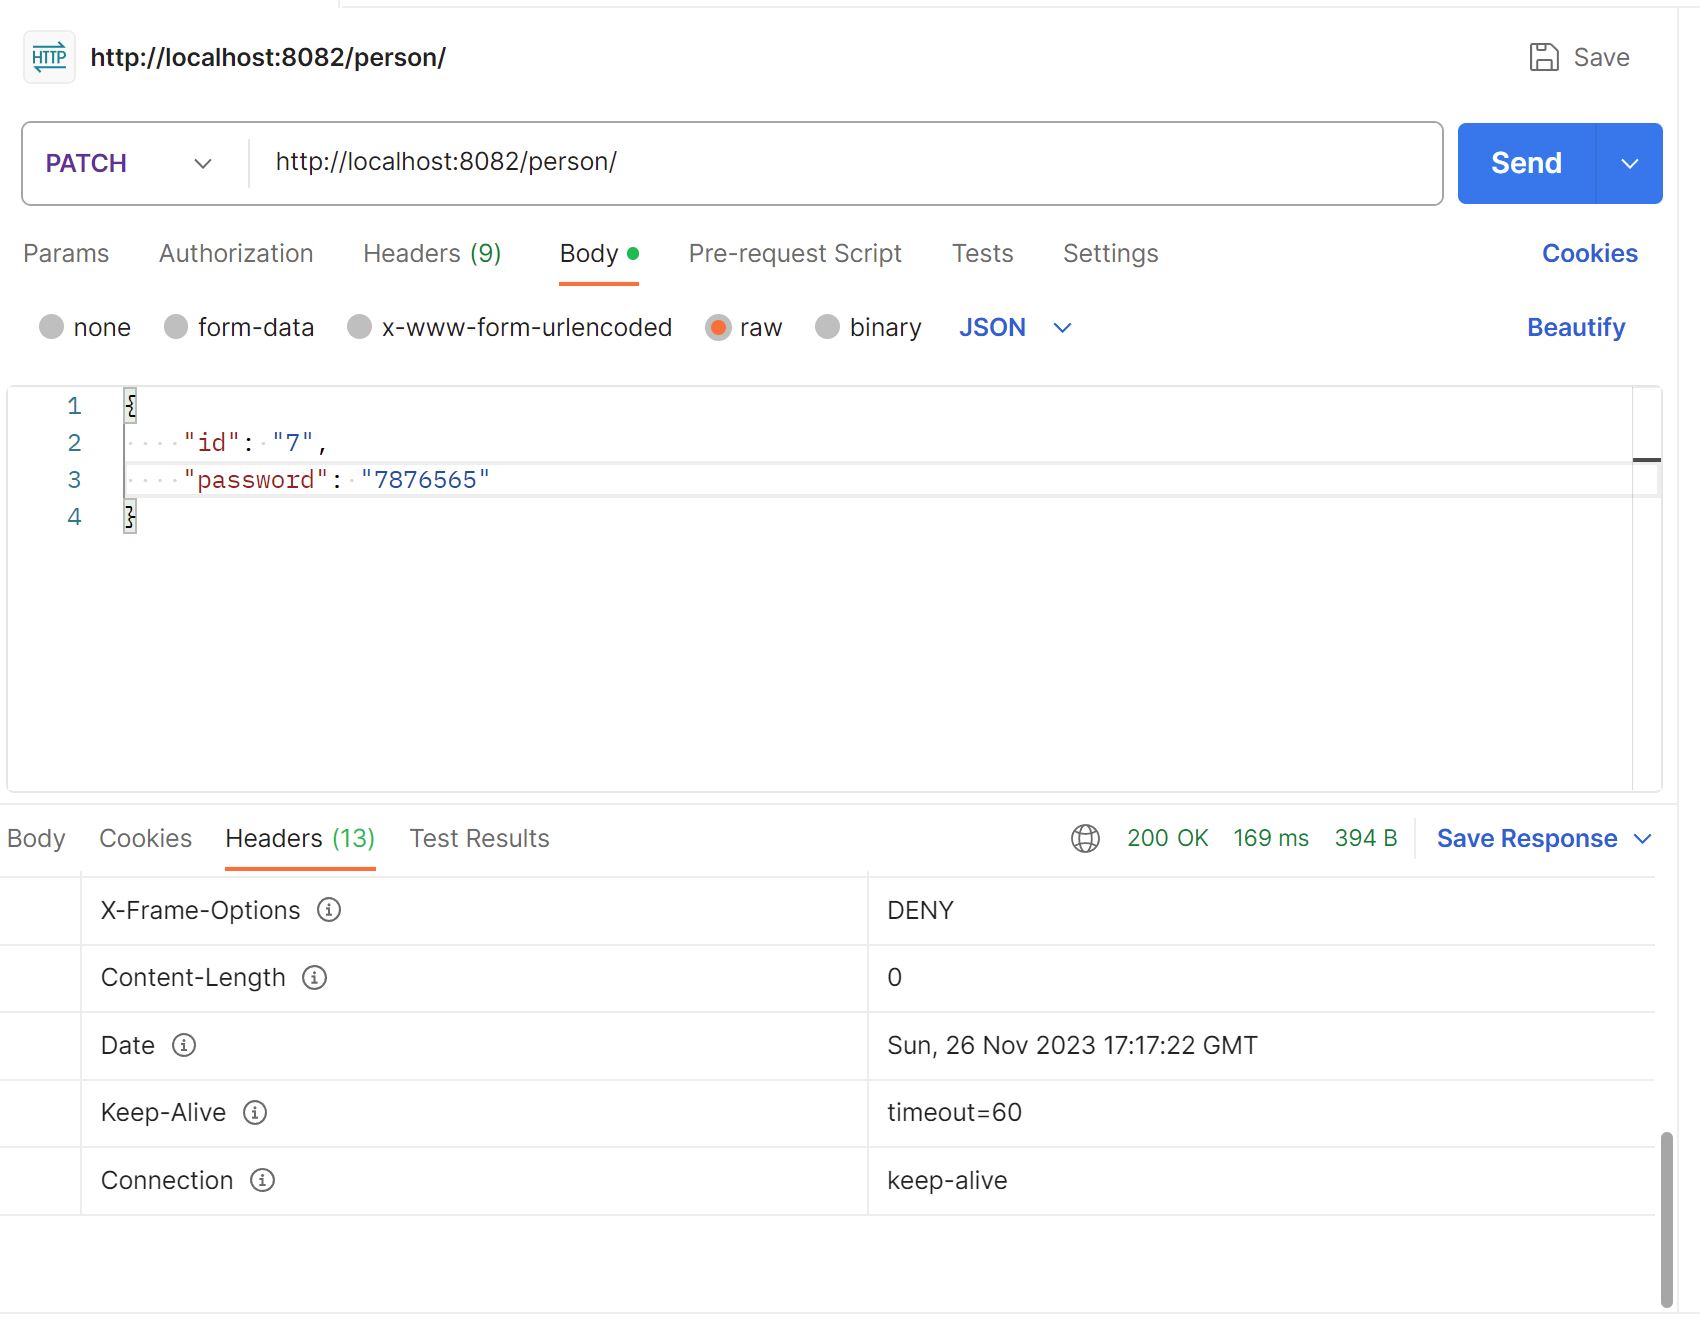 HTTP http://localhost:8082/person/ Save
PATCH http://localhost:8082/person/ Send
Params Authorization Headers (9) Body Pre-request Script Tests Settings Cookies
none form-data x-www-form-urlencoded raw binary JSON Beautify
1 {
2 "id": "7",
3 "password": "7876565"
4 }
Body Cookies Headers (13) Test Results 200 OK 169 ms 394 B Save Response
X-Frame-Options DENY
Content-Length 0
Date Sun, 26 Nov 2023 17:17:22 GMT
Keep-Alive timeout=60
Connection keep-alive